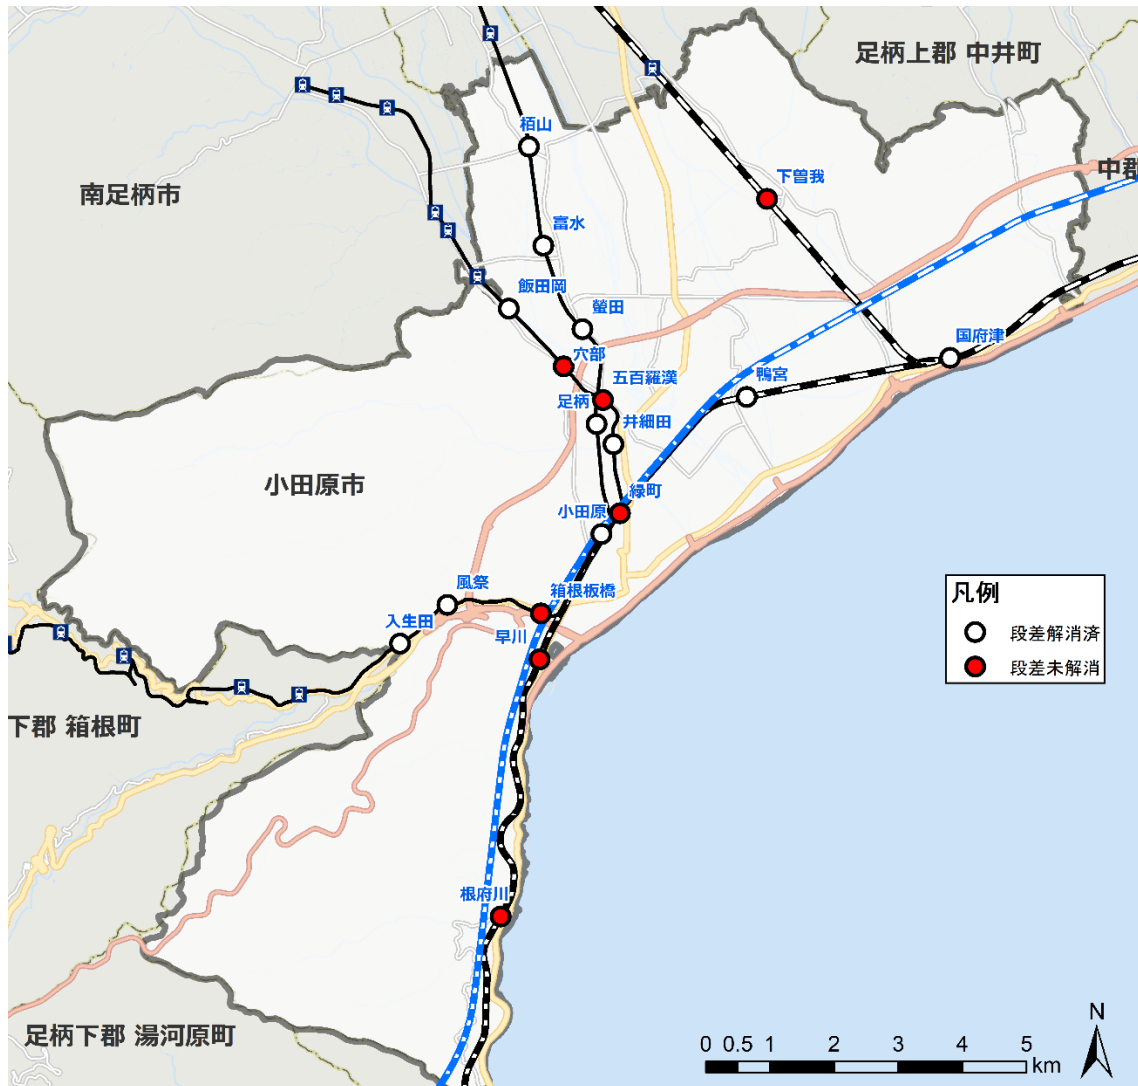 足柄上郡 中井町
栢山
下曽我
中郡
南足柄市
富水
飯田岡
螢田
国府津
穴部
五百羅漢
鴨宮
足柄
井細田
小田原市
緑町
小田原
風祭
箱根板橋
入生田
早川
凡例
段差解消済
段差未解消
下郡 箱根町
根府川
足柄下郡 湯河原町
N
0 0.5 1 2 3 4 5
km